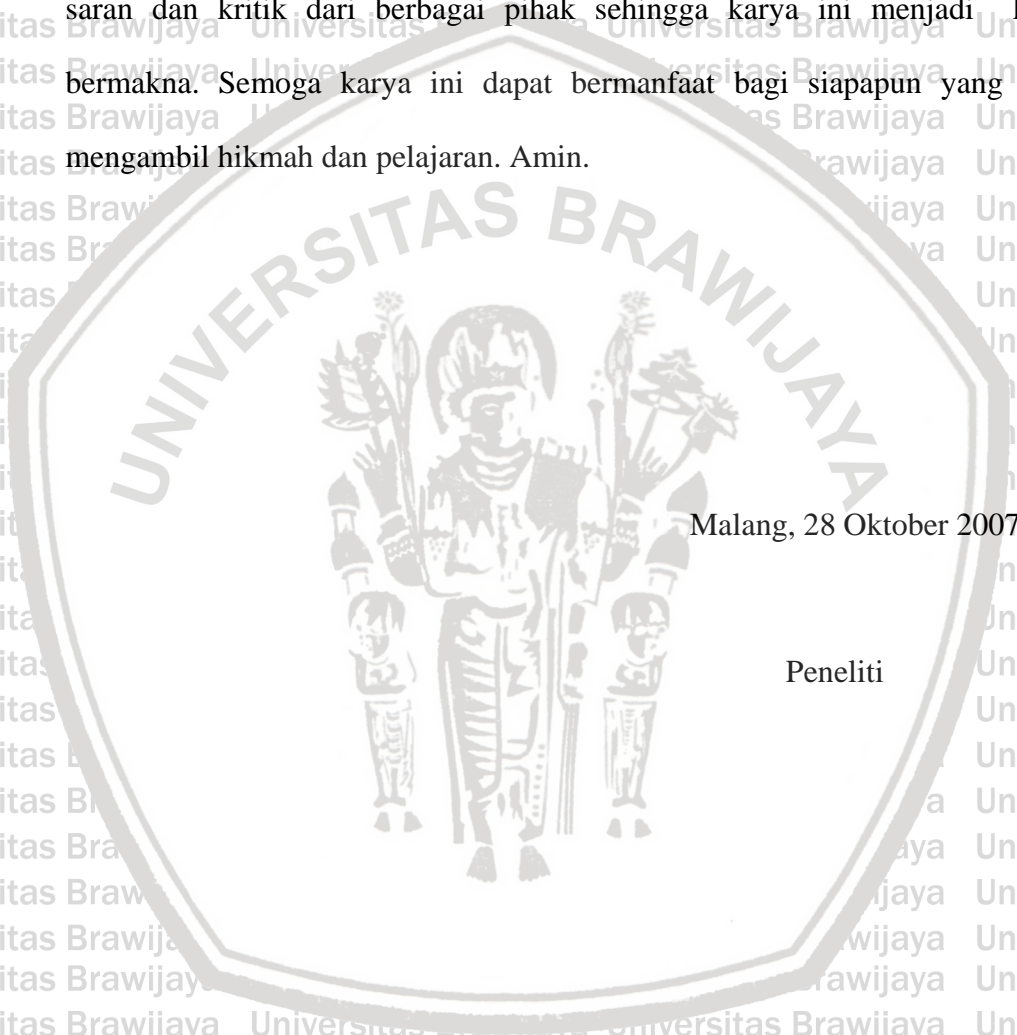 saran dan kritik dari berbagai pihak sehingga karya ini menjadi
bermakna. Semoga karya ini dapat bermanfaat bagi siapapun yang
mengambil hikmah dan pelajaran. Amin.
UNIVERSITAS BRAWIJAYA
Malang, 28 Oktober 2007
Peneliti